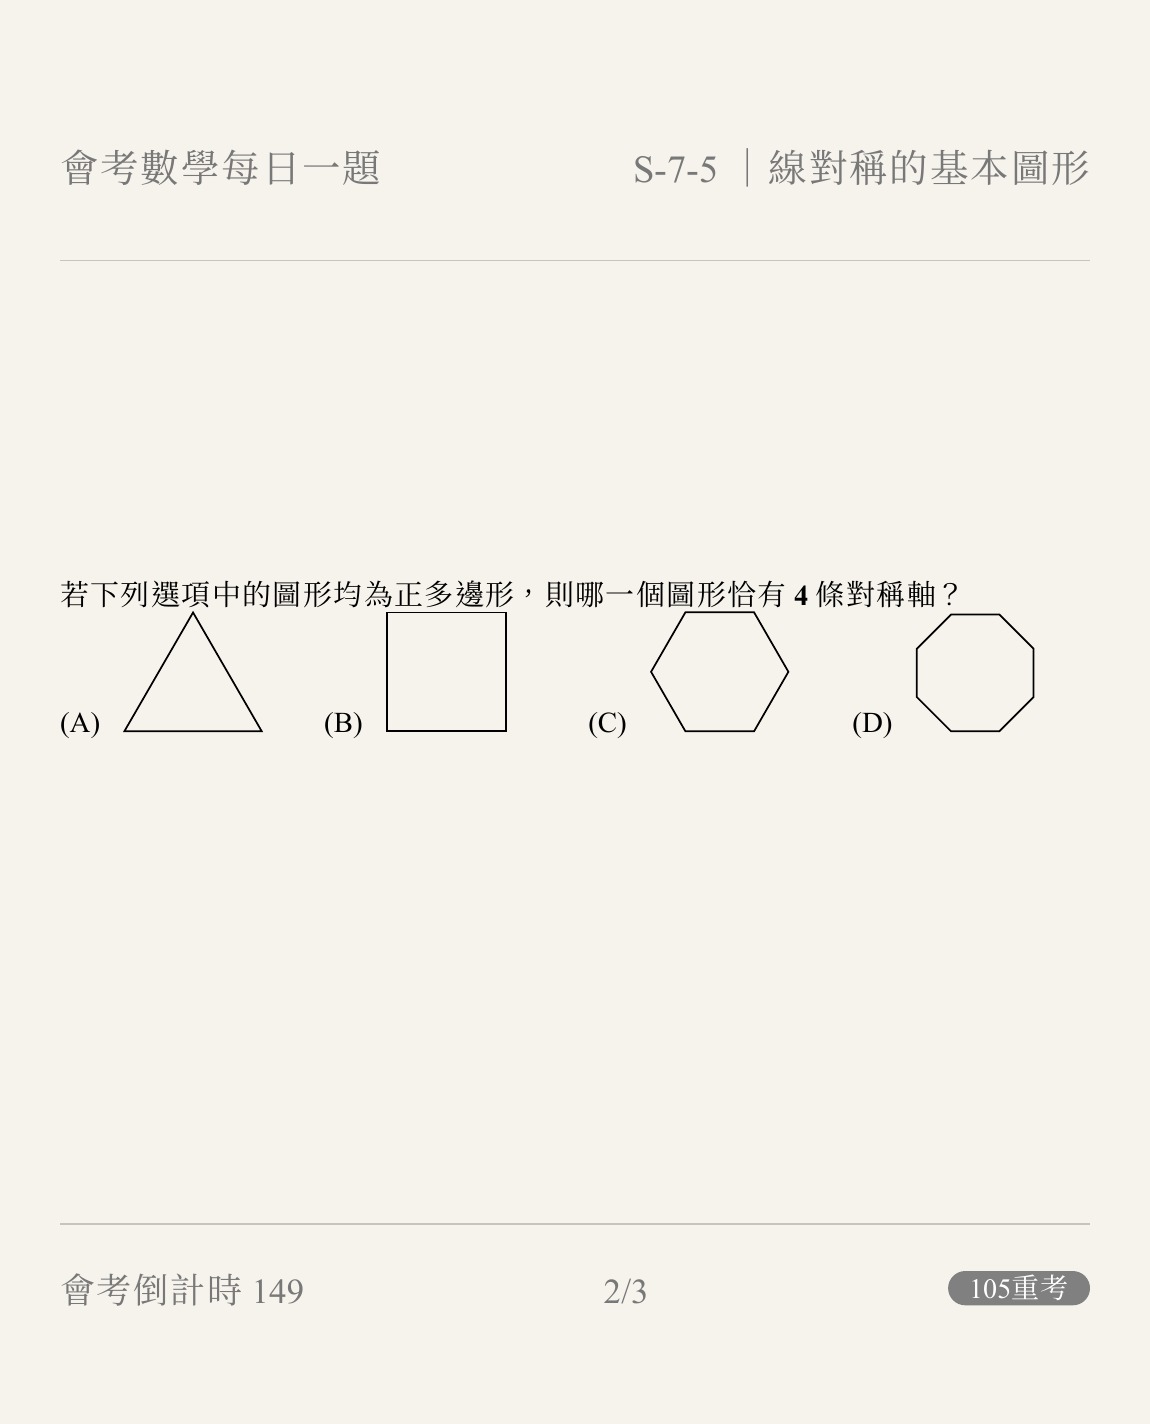 會考數學每日一題
S-7-5｜線對稱的基本圖形
若下列選項中的圖形均為正多邊形，則哪一個圖形恰有 4 條對稱軸？
(A) (B) (C) (D)
會考倒計時 149
2/3
105重考